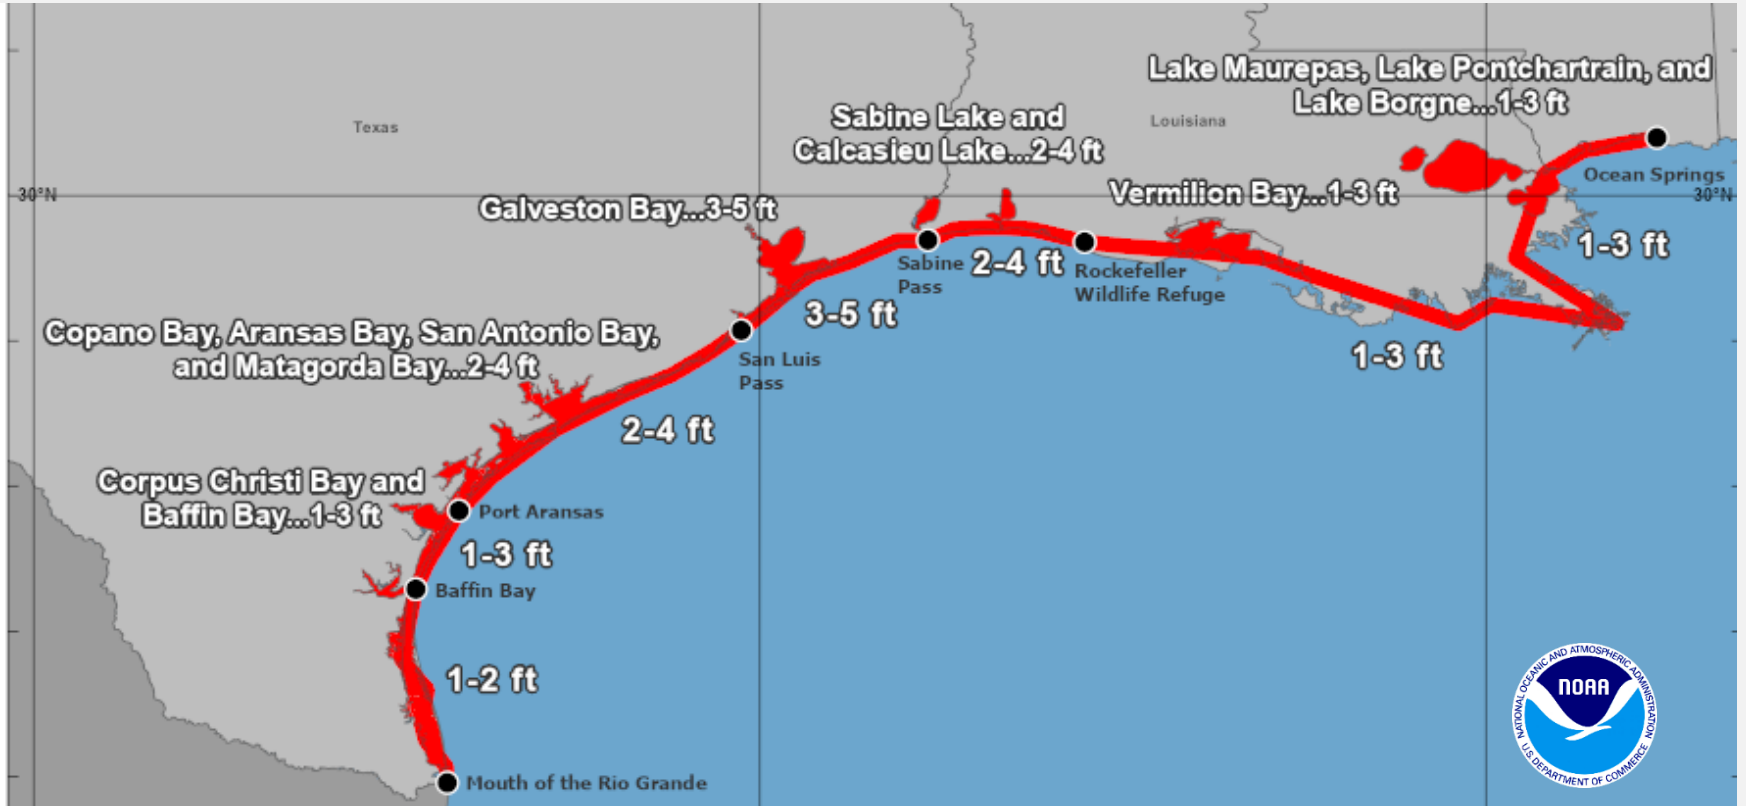 Lake Maurepas, Lake Pontchartrain, and
Lake Borgne...1-3 ft
Texas
Sabine Lake and
Calcasieu Lake...2-4 ft
Louisiana
Ocean Springs
30°N
30°N
Vermilion Bay...1-3 ft
Galveston Bay...3-5 ft
1-3 ft
Sabine
Pass
2-4 ft
Rockefeller
Wildlife Refuge
3-5 ft
Copano Bay, Aransas Bay, San Antonio Bay,
and Matagorda Bay...2-4 ft
San Luis
Pass
1-3 ft
2-4 ft
Corpus Christi Bay and
Baffin Bay...1-3 ft
Port Aransas
1-3 ft
Baffin Bay
1-2 ft
Mouth of the Rio Grande
NATIONAL OCEANIC AND ATMOSPHERIC ADMINISTRATION
NOAA
U.S. DEPARTMENT OF COMMERCE